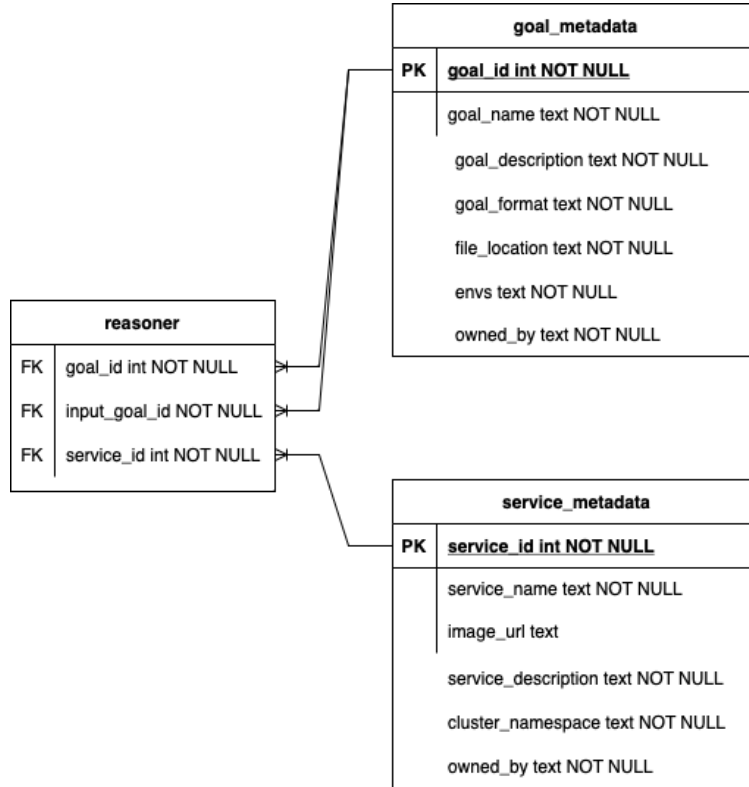 goal_metadata
PK goal_id int NOT NULL
goal_name text NOT NULL
goal_description text NOT NULL
goal_format text NOT NULL
file_location text NOT NULL
envs text NOT NULL
owned_by text NOT NULL
reasoner
FK goal_id int NOT NULL
FK input_goal_id NOT NULL
FK service_id int NOT NULL
service_metadata
PK service_id int NOT NULL
service_name text NOT NULL
image_url text
service_description text NOT NULL
cluster_namespace text NOT NULL
owned_by text NOT NULL